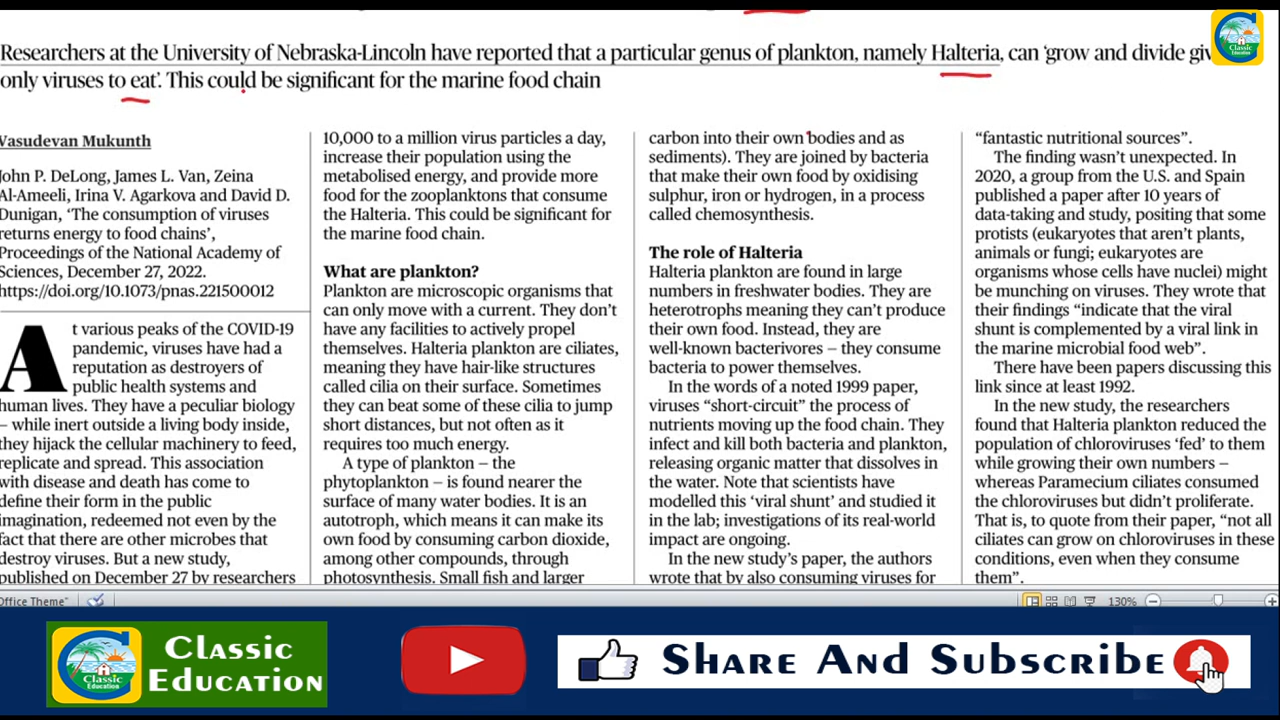 Researchers at the University of Nebraska-Lincoln have reported that a particular genus of plankton, namely Halteria, can ‘grow and divide giv
only viruses to eat’. This could be significant for the marine food chain
Classic
Education
Vasudevan Mukunth
John P. DeLong, James L. Van, Zeina
Al-Ameeli, Irina V. Agarkova and David D.
Dunigan, ‘The consumption of viruses
returns energy to food chains’,
Proceedings of the National Academy of
Sciences, December 27, 2022.
https://doi.org/10.1073/pnas.221500012
At various peaks of the COVID-19
pandemic, viruses have had a
reputation as destroyers of
public health systems and
human lives. They have a peculiar biology
– while inert outside a living body inside,
they hijack the cellular machinery to feed,
replicate and spread. This association
with disease and death has come to
define their form in the public
imagination, redeemed not even by the
fact that there are other microbes that
destroy viruses. But a new study,
published on December 27 by researchers
10,000 to a million virus particles a day,
increase their population using the
metabolised energy, and provide more
food for the zooplanktons that consume
the Halteria. This could be significant for
the marine food chain.
What are plankton?
Plankton are microscopic organisms that
can only move with a current. They don’t
have any facilities to actively propel
themselves. Halteria plankton are ciliates,
meaning they have hair-like structures
called cilia on their surface. Sometimes
they can beat some of these cilia to jump
short distances, but not often as it
requires too much energy.
A type of plankton – the
phytoplankton – is found nearer the
surface of many water bodies. It is an
autotroph, which means it can make its
own food by consuming carbon dioxide,
among other compounds, through
photosynthesis. Small fish and larger
carbon into their own bodies and as
sediments). They are joined by bacteria
that make their own food by oxidising
sulphur, iron or hydrogen, in a process
called chemosynthesis.
The role of Halteria
Halteria plankton are found in large
numbers in freshwater bodies. They are
heterotrophs meaning they can’t produce
their own food. Instead, they are
well-known bacterivores – they consume
bacteria to power themselves.
In the words of a noted 1999 paper,
viruses “short-circuit” the process of
nutrients moving up the food chain. They
infect and kill both bacteria and plankton,
releasing organic matter that dissolves in
the water. Note that scientists have
modelled this ‘viral shunt’ and studied it
in the lab; investigations of its real-world
impact are ongoing.
In the new study’s paper, the authors
wrote that by also consuming viruses for
“fantastic nutritional sources”.
The finding wasn’t unexpected. In
2020, a group from the U.S. and Spain
published a paper after 10 years of
data-taking and study, positing that some
protists (eukaryotes that aren’t plants,
animals or fungi; eukaryotes are
organisms whose cells have nuclei) might
be munching on viruses. They wrote that
their findings “indicate that the viral
shunt is complemented by a viral link in
the marine microbial food web”.
There have been papers discussing this
link since at least 1992.
In the new study, the researchers
found that Halteria plankton reduced the
population of chloroviruses ‘fed’ to them
while growing their own numbers –
whereas Paramecium ciliates consumed
the chloroviruses but didn’t proliferate.
That is, to quote from their paper, “not all
ciliates can grow on chloroviruses in these
conditions, even when they consume
them”.
Office Theme"
130%
Classic
Education
Classic
Education
Share And Subscribe